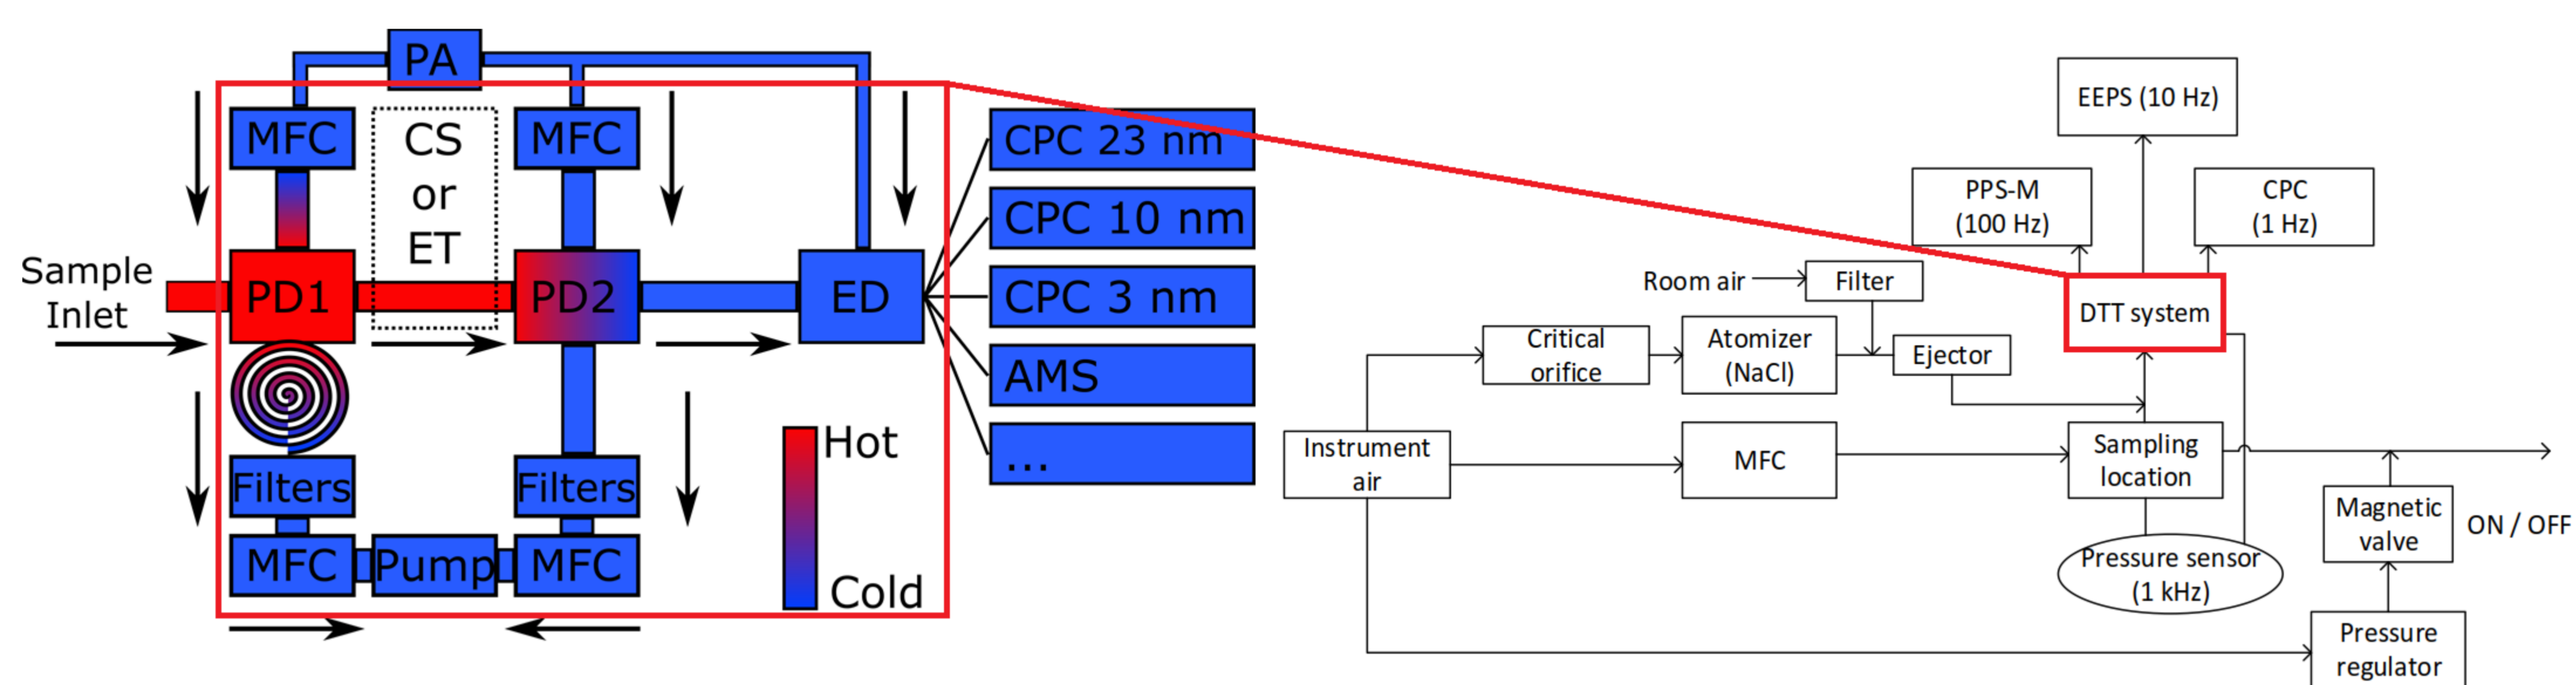 PA
MFC
CS
or
ET
MFC
Sample
Inlet
PD1
PD2
ED
Filters
Filters
MFC
Pump
MFC
Hot
Cold
CPC 23 nm
CPC 10 nm
CPC 3 nm
AMS
...
EEPS (10 Hz)
PPS-M
(100 Hz)
CPC
(1 Hz)
Room air
Filter
DTT system
Critical
orifice
Atomizer
(NaCl)
Ejector
Instrument
air
MFC
Sampling
location
Magnetic
valve
ON / OFF
Pressure sensor
(1 kHz)
Pressure
regulator